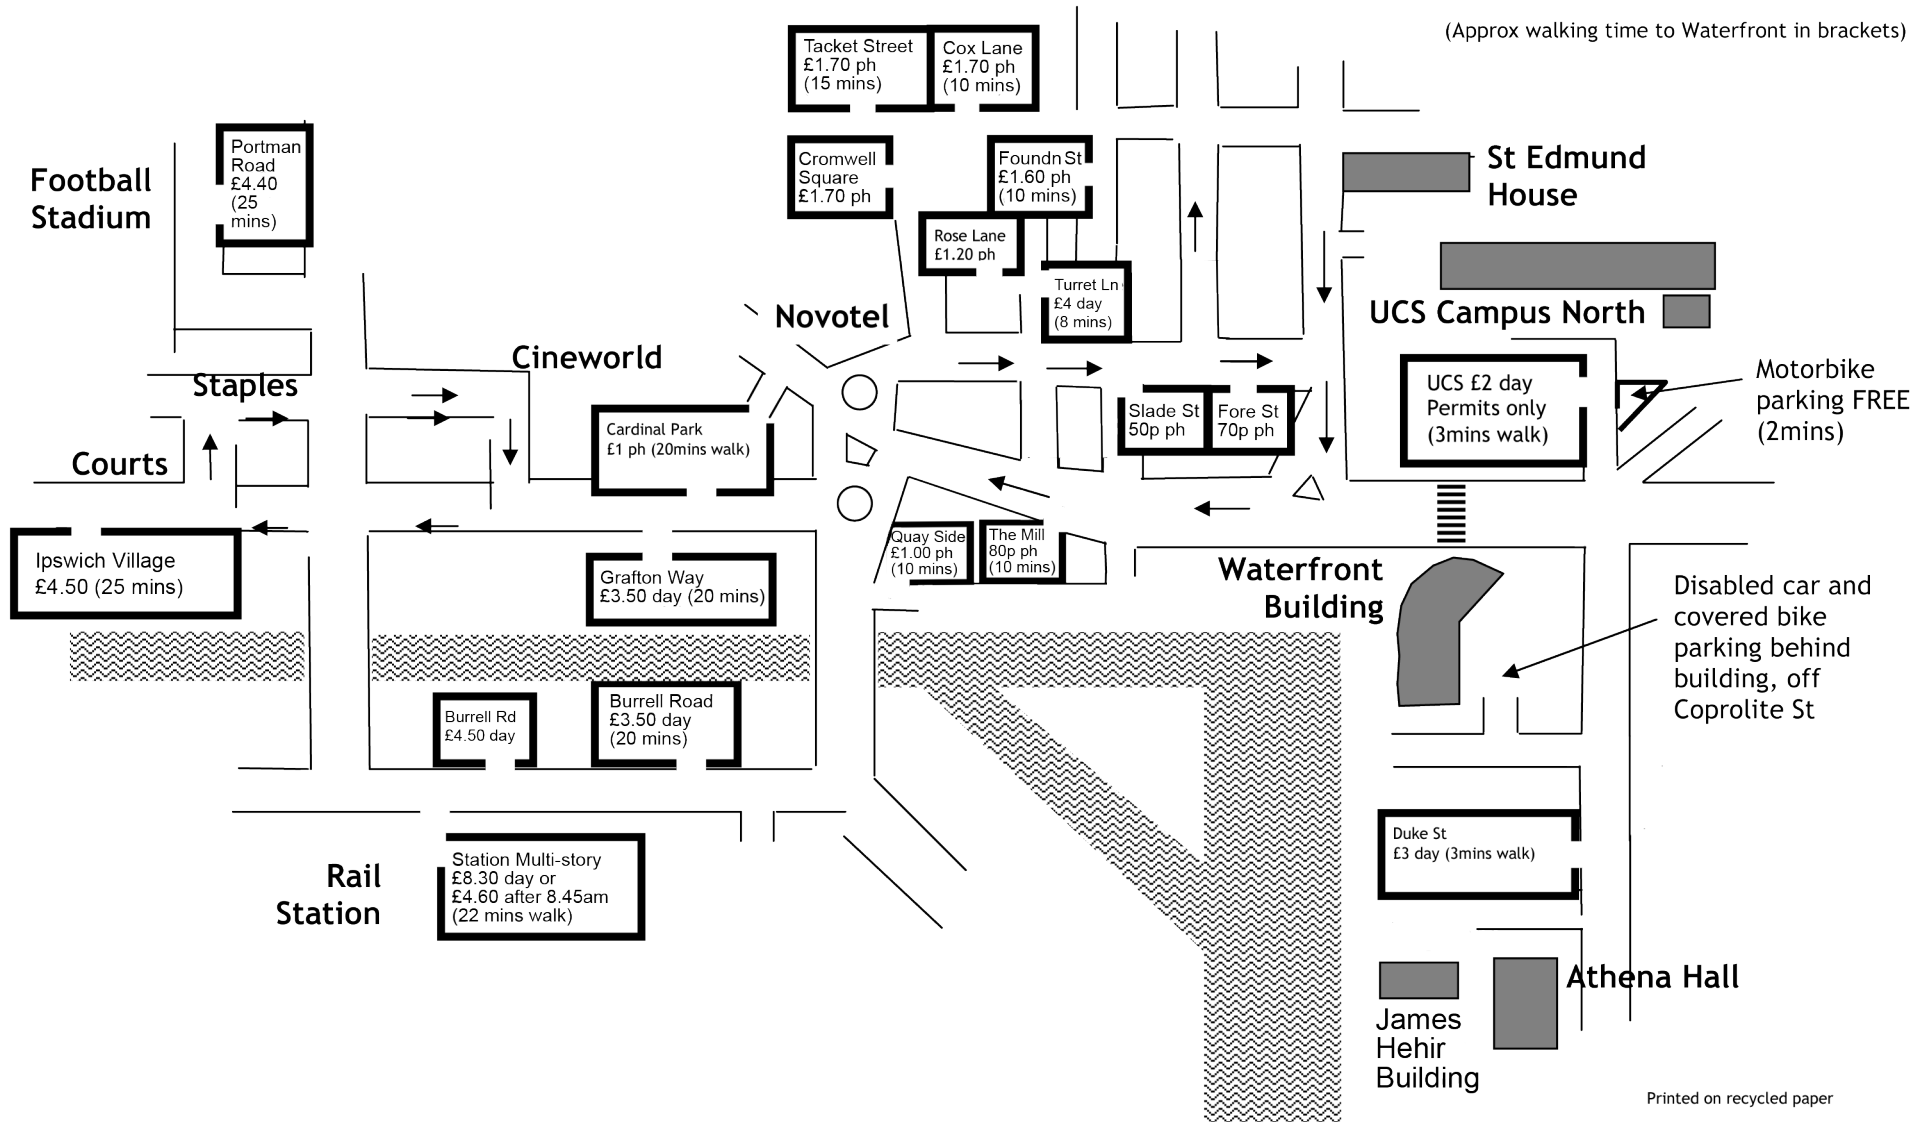 (Approx walking time to Waterfront in brackets)
Tacket Street
£1.70 ph
(15 mins)
Cox Lane
£1.70 ph
(10 mins)
Portman
Road
£4.40
(25
mins)
Football
Stadium
Cromwell
Square
£1.70 ph
Foundn St
£1.60 ph
(10 mins)
St Edmund
House
Rose Lane
£1.20 ph
Turret Ln
£4 day
(8 mins)
Novotel
UCS Campus North
Cineworld
Staples
UCS £2 day
Permits only
(3mins walk)
Motorbike
parking FREE
(2mins)
Cardinal Park
£1 ph (20mins walk)
Slade St
50p ph
Fore St
70p ph
Courts
Ipswich Village
£4.50 (25 mins)
Grafton Way
£3.50 day (20 mins)
Quay Side
£1.00 ph
(10 mins)
The Mill
80p ph
(10 mins)
Waterfront
Building
Disabled car and
covered bike
parking behind
building, off
Coprolite St
Burrell Rd
£4.50 day
Burrell Road
£3.50 day
(20 mins)
Duke St
£3 day (3mins walk)
Rail
Station
Station Multi-story
£8.30 day or
£4.60 after 8.45am
(22 mins walk)
Athena Hall
James
Hehir
Building
Printed on recycled paper